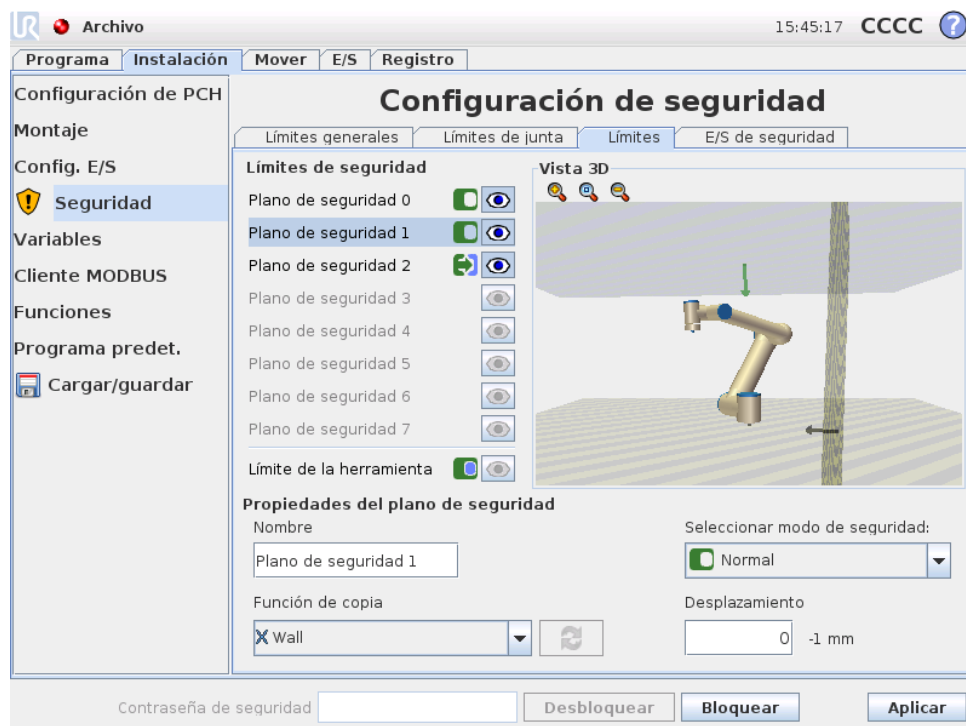 UR Archivo 15:45:17 CCCC ?
Programa Instalación Mover E/S Registro
Configuración de PCH
Montaje
Config. E/S
Seguridad
Variables
Cliente MODBUS
Funciones
Programa predet.
Cargar/guardar
Configuración de seguridad
Límites generales Límites de junta Límites E/S de seguridad
Límites de seguridad
Plano de seguridad 0
Plano de seguridad 1
Plano de seguridad 2
Plano de seguridad 3
Plano de seguridad 4
Plano de seguridad 5
Plano de seguridad 6
Plano de seguridad 7
Límite de la herramienta
Vista 3D
Propiedades del plano de seguridad
Nombre
Plano de seguridad 1
Seleccionar modo de seguridad:
Normal
Función de copia
Wall
Desplazamiento
0 -1 mm
Contraseña de seguridad Desbloquear Bloquear Aplicar